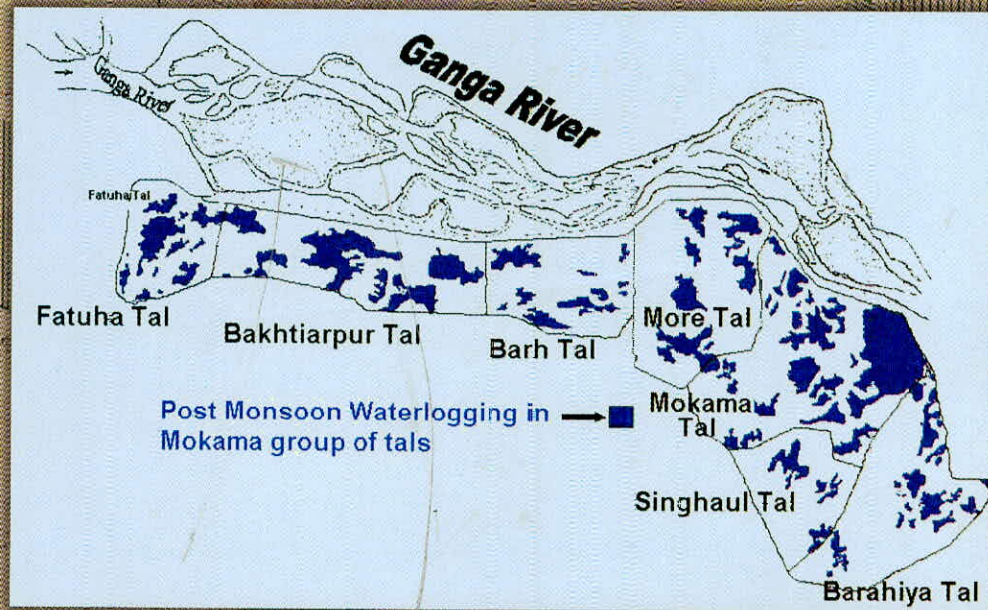 Ganga River
Ganga River
Fatuha Tal
Fatuha Tal
Bakhtiarpur Tal
Barh Tal
More Tal
Mokama
Tal
Post Monsoon Waterlogging in
Mokama group of tals
Singhaul Tal
Barahiya Tal